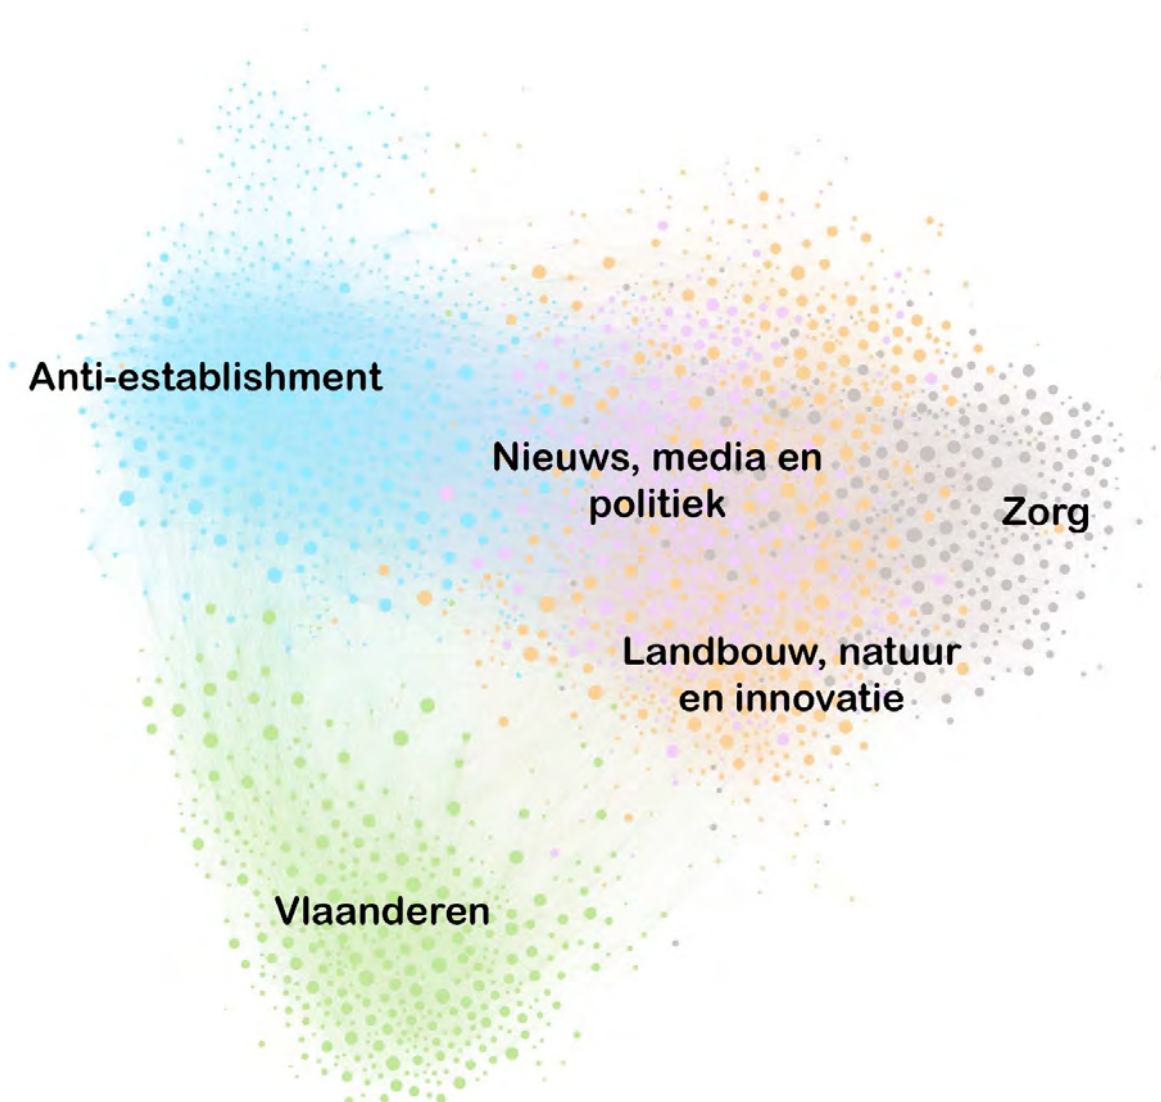 Anti-establishment
Nieuws, media en
politiek
Zorg
Landbouw, natuur
en innovatie
Vlaanderen